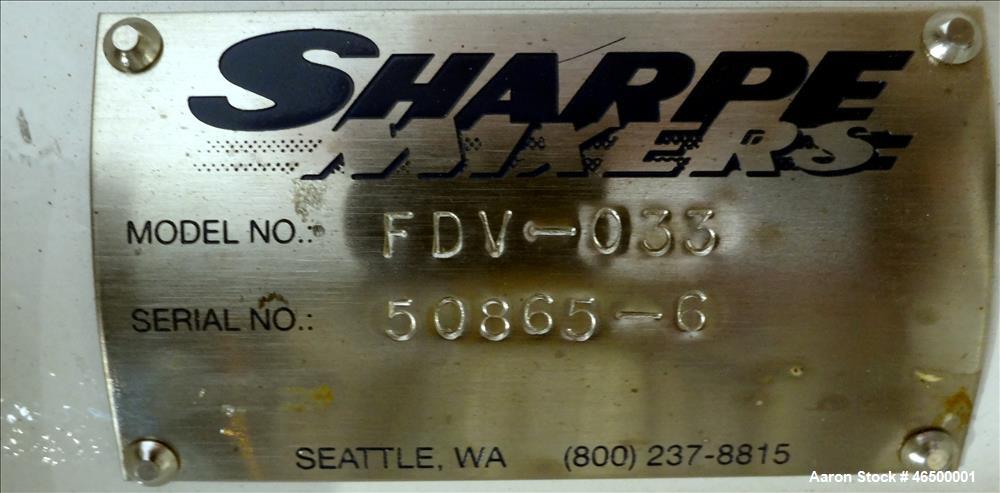 SHARPE
MIXERS
MODEL NO.: FDV-033
SERIAL NO.: 50865-6
SEATTLE, WA (800) 237-8815
Aaron Stock # 46500001